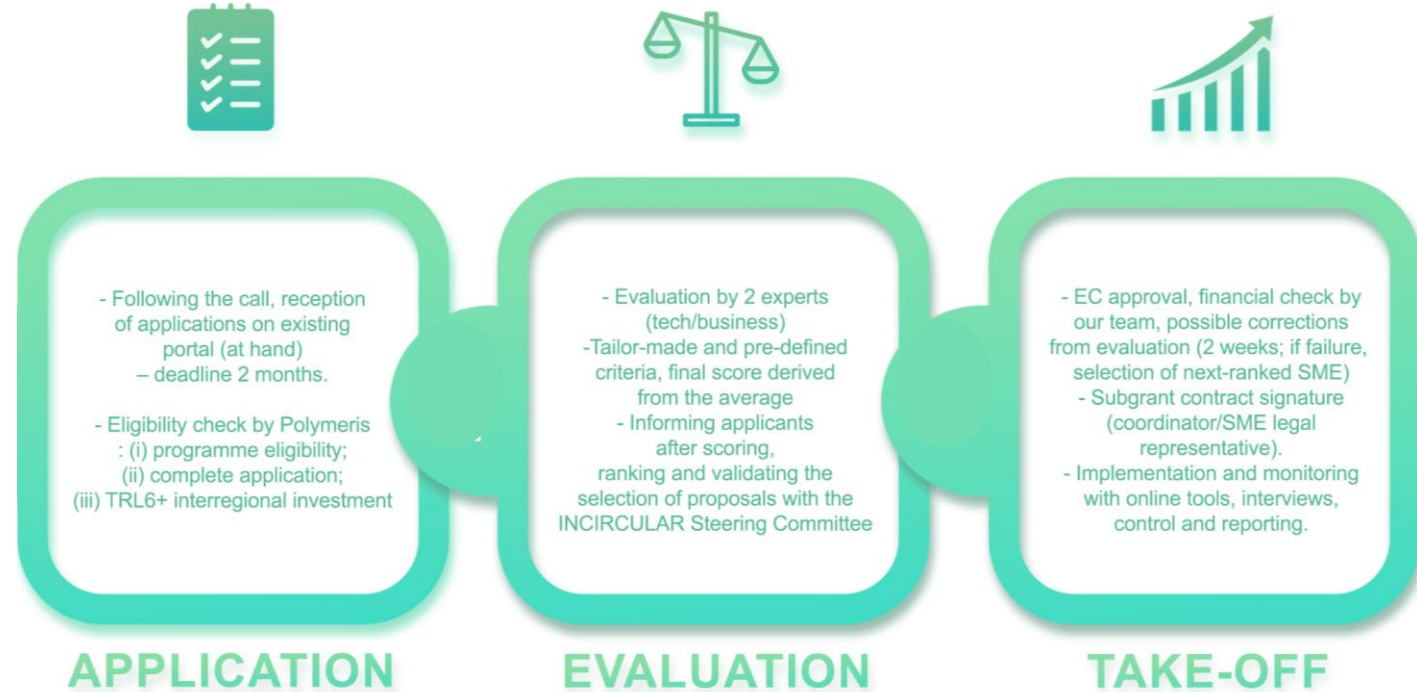 - Following the call, reception
of applications on existing
portal (at hand)
– deadline 2 months.
- Eligibility check by Polymeris
: (i) programme eligibility;
(ii) complete application;
(iii) TRL6+ interregional investment
APPLICATION
- Evaluation by 2 experts
(tech/business)
-Tailor-made and pre-defined
criteria, final score derived
from the average
- Informing applicants
after scoring,
ranking and validating the
selection of proposals with the
INCIRCULAR Steering Committee
EVALUATION
- EC approval, financial check by
our team, possible corrections
from evaluation (2 weeks; if failure,
selection of next-ranked SME)
- Subgrant contract signature
(coordinator/SME legal
representative).
- Implementation and monitoring
with online tools, interviews,
control and reporting.
TAKE-OFF